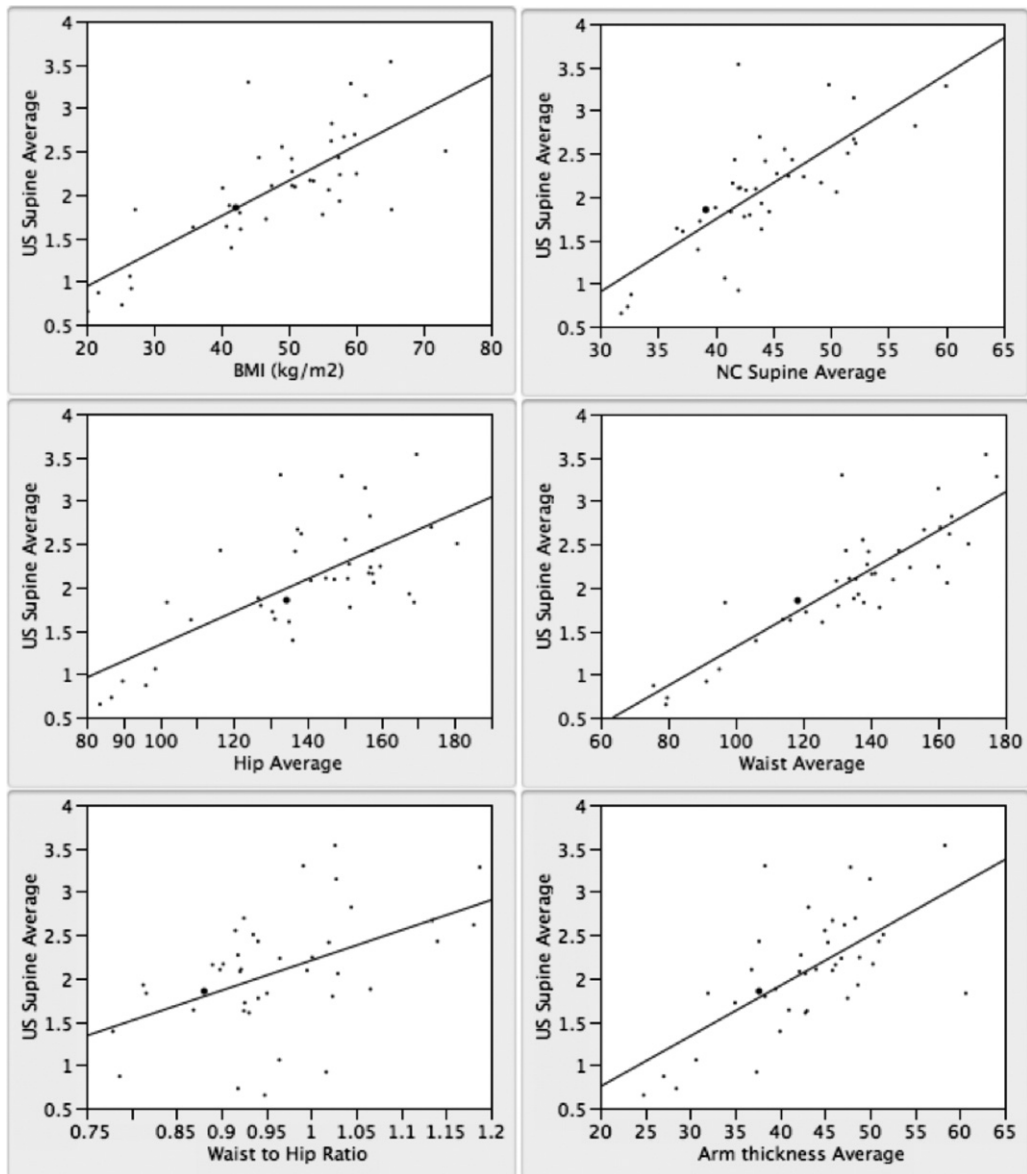 4
3.5
3
2.5
2
1.5
1
0.5
US Supine Average
20 30 40 50 60 70 80
BMI (kg/m2)
4
3.5
3
2.5
2
1.5
1
0.5
US Supine Average
30 35 40 45 50 55 60 65
NC Supine Average
4
3.5
3
2.5
2
1.5
1
0.5
US Supine Average
80 90 100 120 140 160 180
Hip Average
4
3.5
3
2.5
2
1.5
1
0.5
US Supine Average
60 80 100 120 140 160 180
Waist Average
4
3.5
3
2.5
2
1.5
1
0.5
US Supine Average
0.75 0.85 0.95 1 1.05 1.1 1.15 1.2
Waist to Hip Ratio
4
3.5
3
2.5
2
1.5
1
0.5
US Supine Average
20 25 30 35 40 45 50 55 60 65
Arm thickness Average